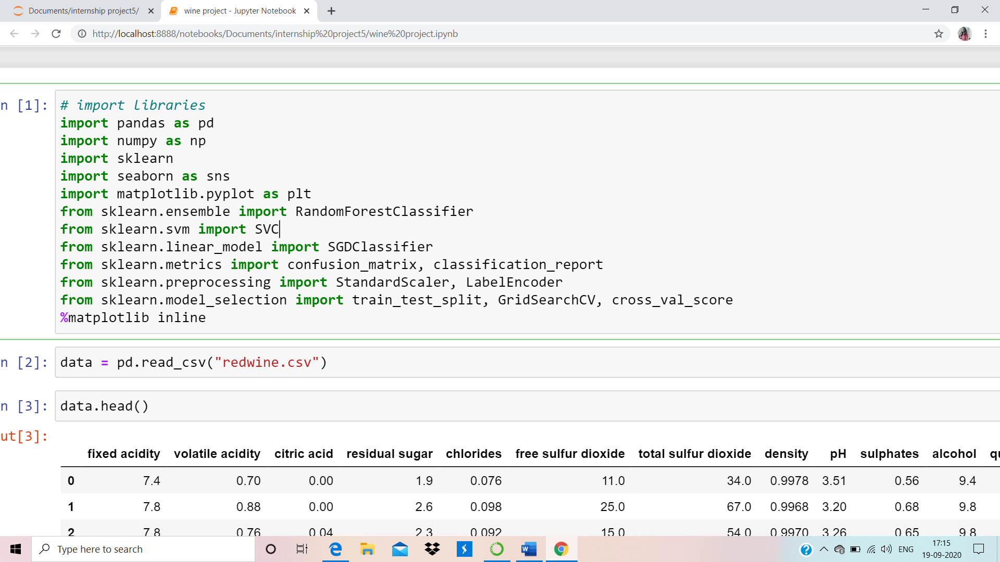 Documents/internship project5/
wine project - Jupyter Notebook
http://localhost:8888/notebooks/Documents/internship%20project5/wine%20project.ipynb
n [1]:
# import libraries
import pandas as pd
import numpy as np
import sklearn
import seaborn as sns
import matplotlib.pyplot as plt
from sklearn.ensemble import RandomForestClassifier
from sklearn.svm import SVC
from sklearn.linear_model import SGDClassifier
from sklearn.metrics import confusion_matrix, classification_report
from sklearn.preprocessing import StandardScaler, LabelEncoder
from sklearn.model_selection import train_test_split, GridSearchCV, cross_val_score
%matplotlib inline
n [2]: data = pd.read_csv("redwine.csv")
n [3]: data.head()
ut[3]:
fixed acidity volatile acidity citric acid residual sugar chlorides free sulfur dioxide total sulfur dioxide density pH sulphates alcohol qu
0 7.4 0.70 0.00 1.9 0.076 11.0 34.0 0.9978 3.51 0.56 9.4
1 7.8 0.88 0.00 2.6 0.098 25.0 67.0 0.9968 3.20 0.68 9.8
2 7.8 0.76 0.04 2.3 0.092 15.0 54.0 0.9970 3.26 0.65 9.8
Type here to search
ENG
17:15
19-09-2020